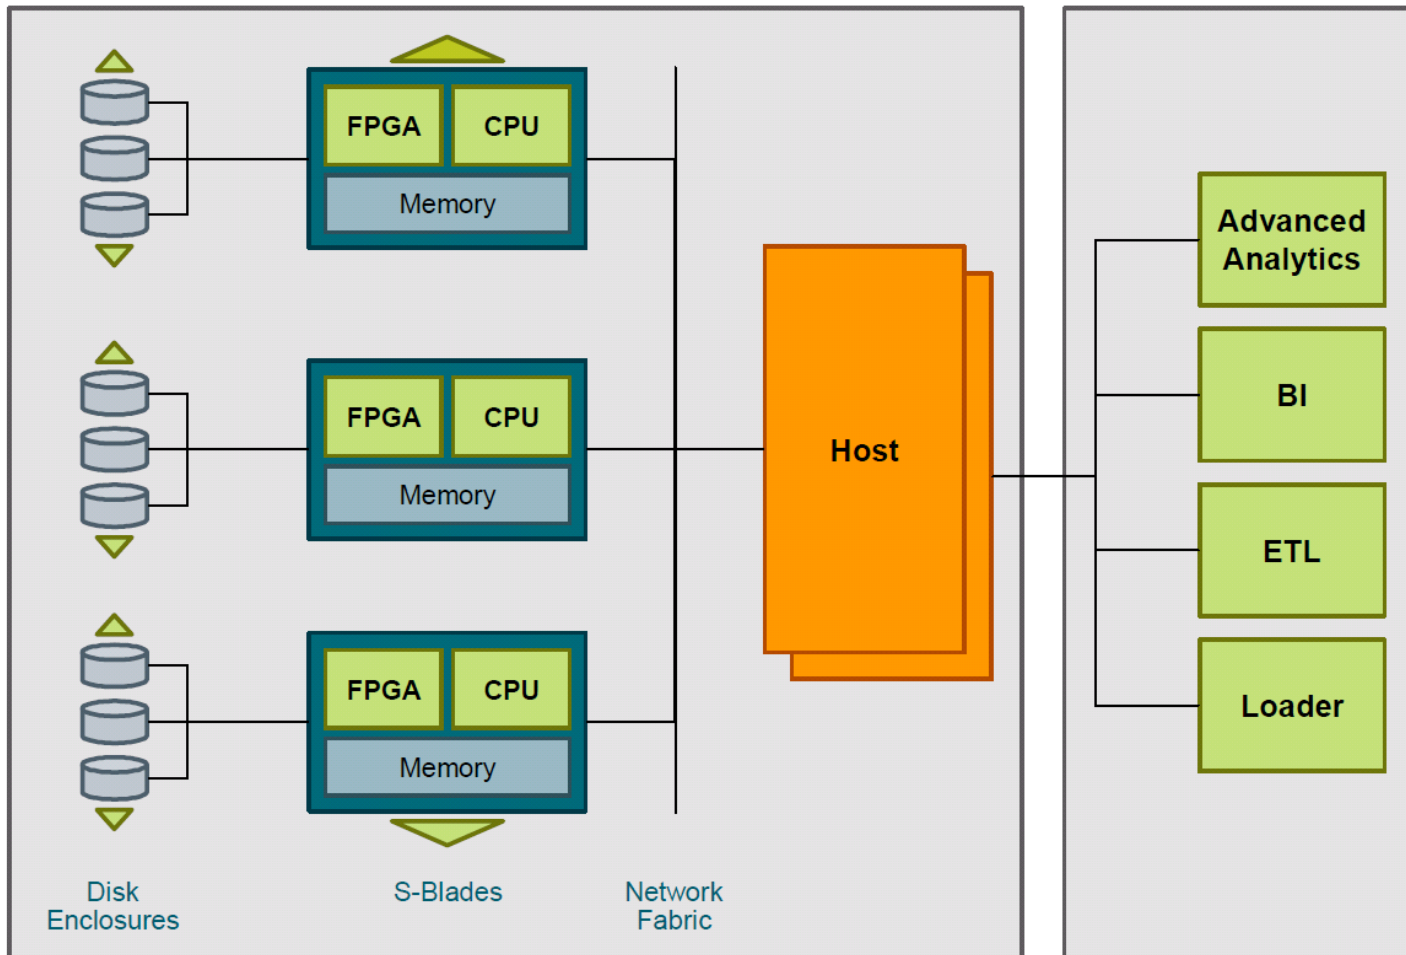 FPGA
CPU
Memory
FPGA
CPU
Memory
FPGA
CPU
Memory
Disk
Enclosures
S-Blades
Network
Fabric
Host
Advanced
Analytics
BI
ETL
Loader